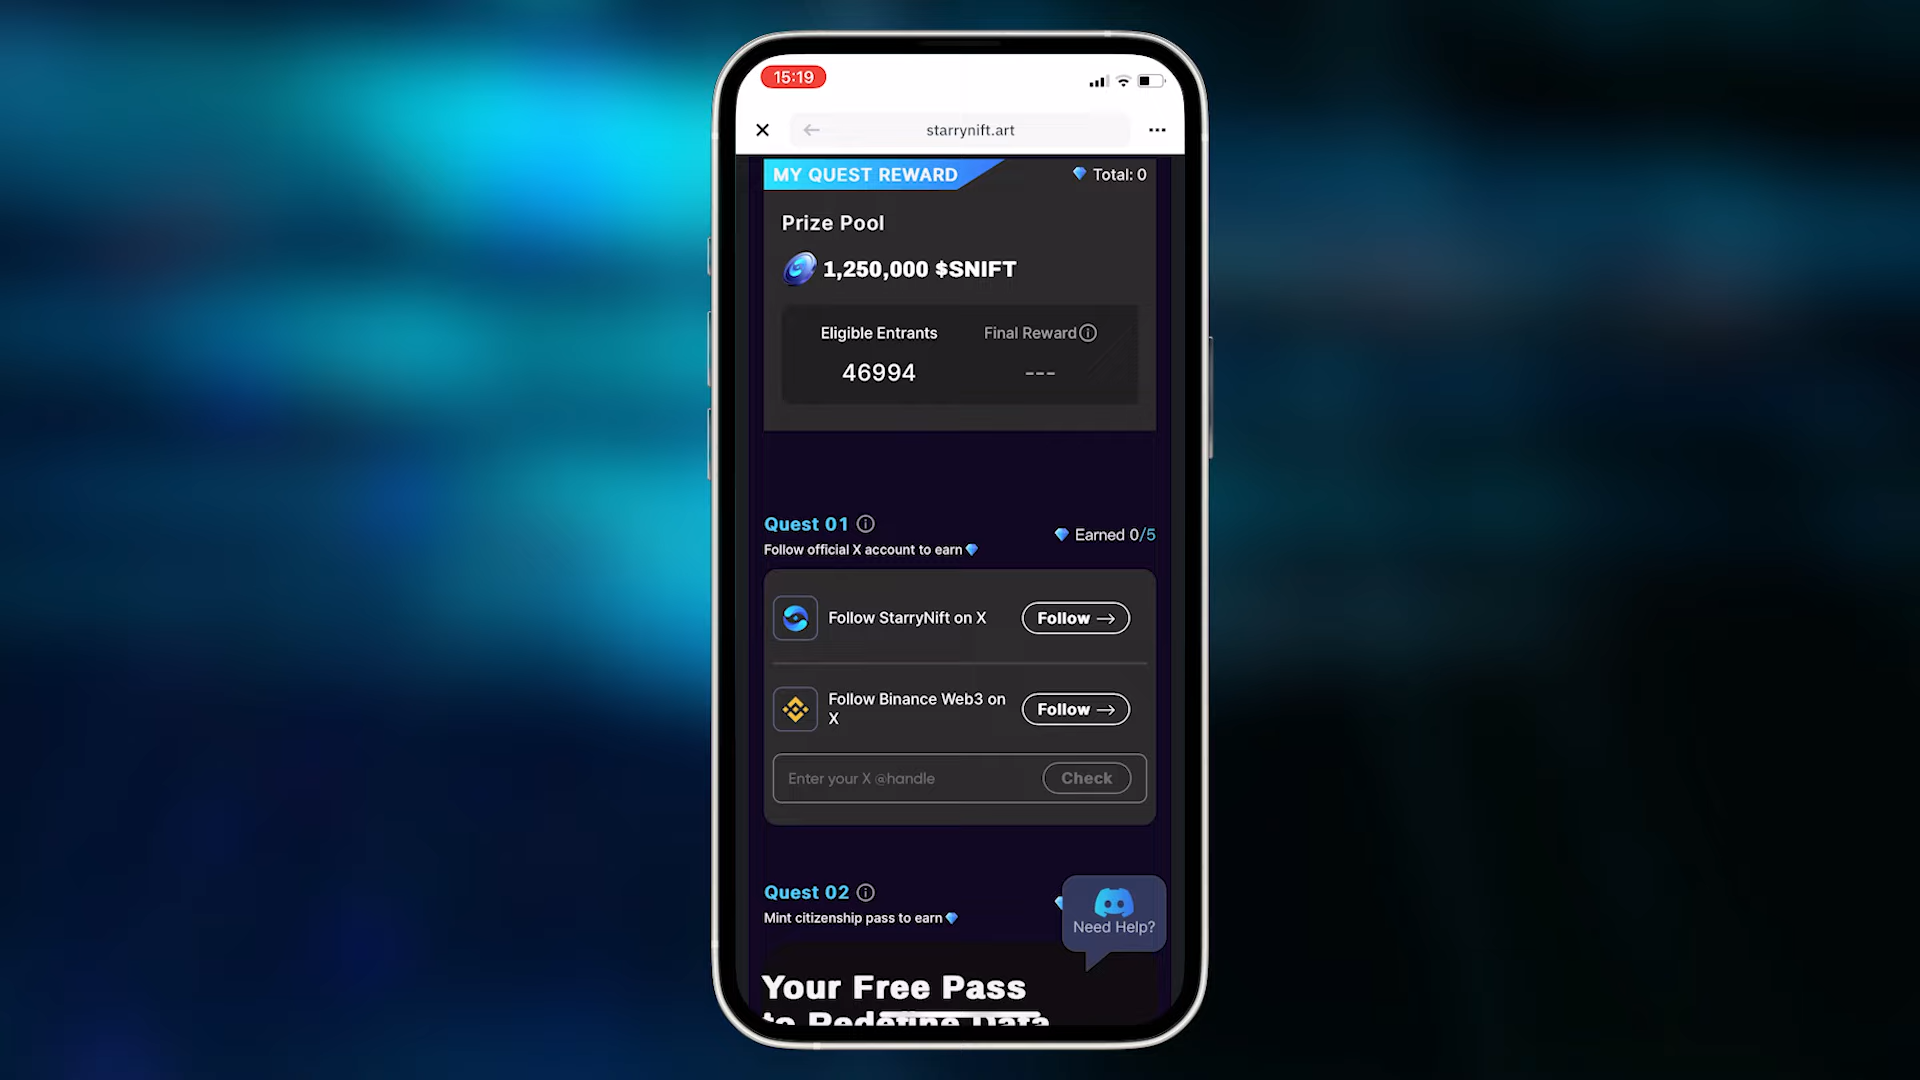 15:19
starrynift.art
MY QUEST REWARD
Total: 0
Prize Pool
1,250,000 $SNIFT
Eligible Entrants
Final Reward
46994
---
Quest 01
Earned 0/5
Follow official X account to earn
Follow StarryNift on X
Follow
Follow Binance Web3 on
X
Follow
Enter your X @handle
Check
Quest 02
Mint citizenship pass to earn
Need Help?
Your Free Pass
to Redefine Data